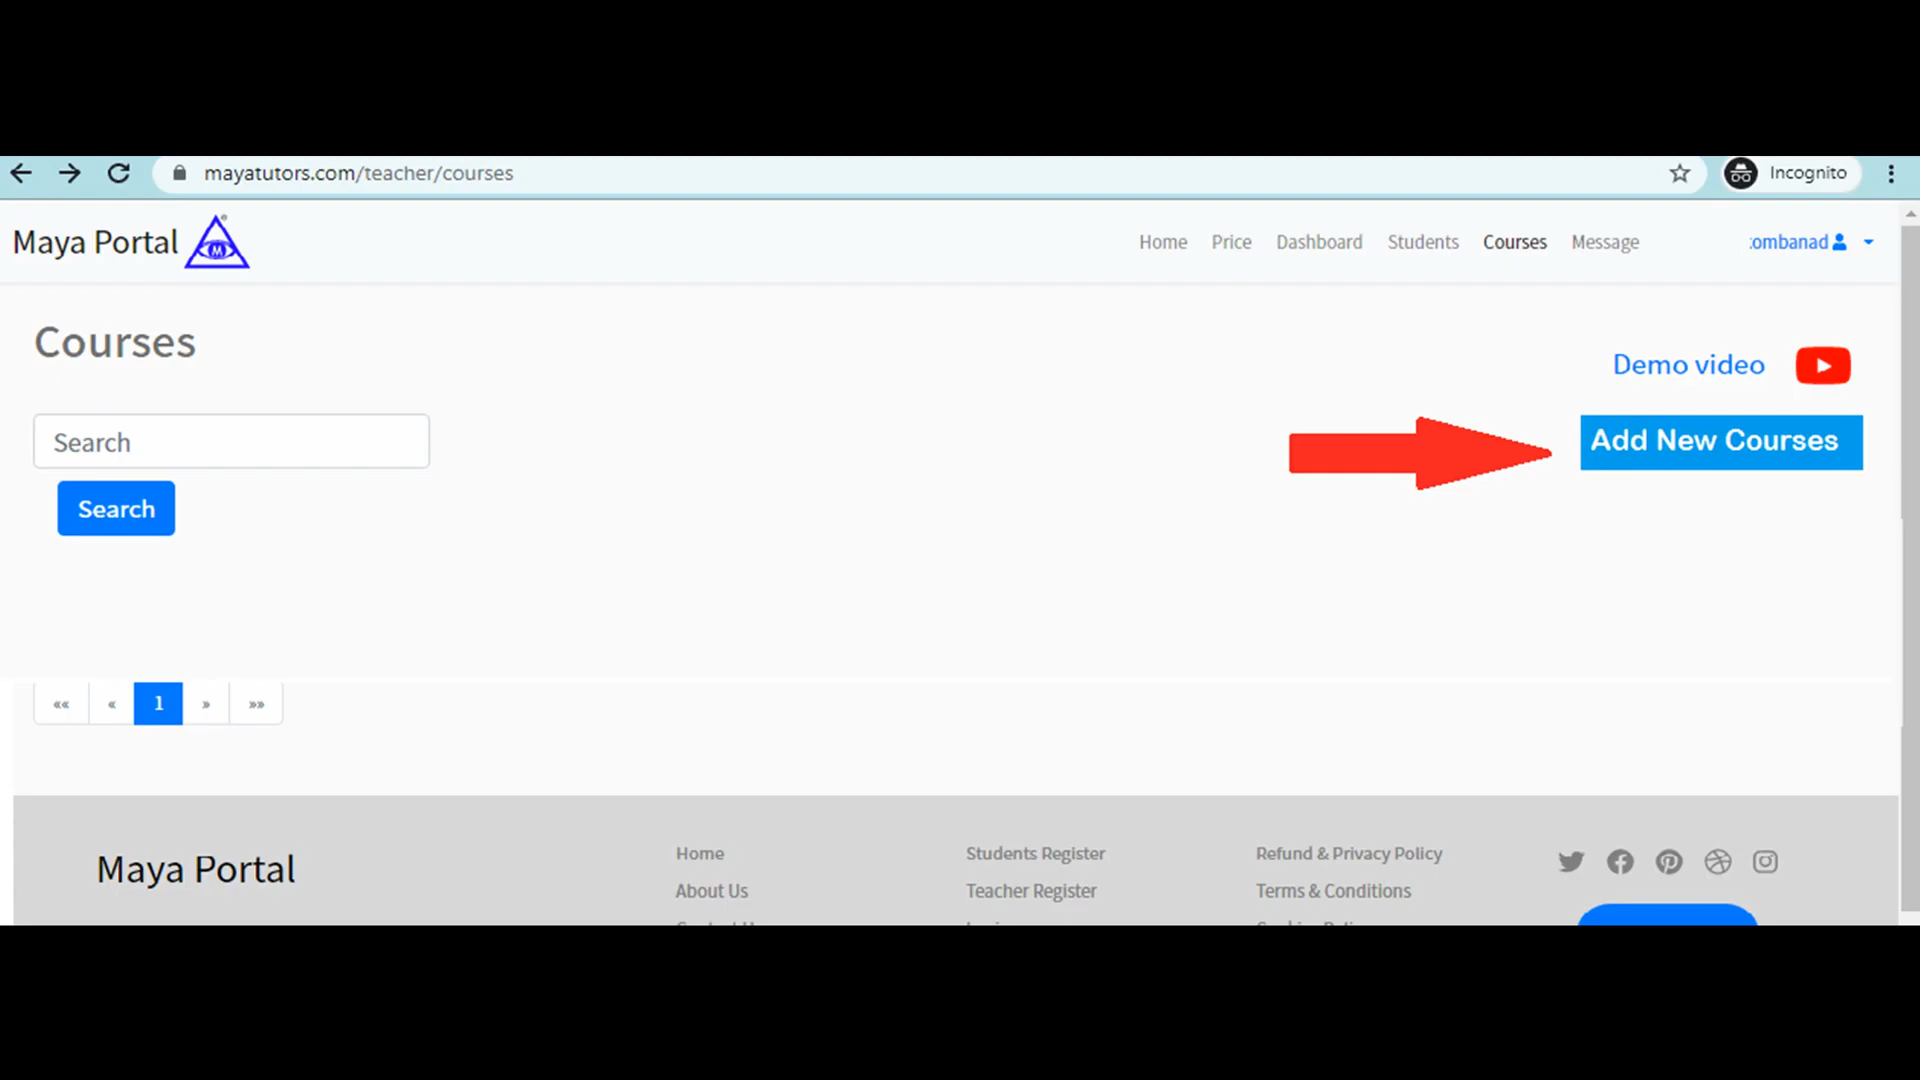 mayatutors.com/teacher/courses
Incognito
Maya Portal
M
Home Price Dashboard Students Courses Message
ombanad
Courses
Demo video
Search
Add New Courses
Search
«« « 1 » »»
Maya Portal
Home
About Us
Students Register
Teacher Register
Refund & Privacy Policy
Terms & Conditions